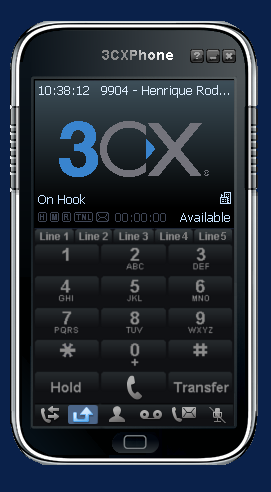 3CXPhone ? _ x
10:38:12 9904 - Henrique Rod...
3CX
On Hook
H M R TNL 00:00:00 Available
Line 1 Line 2 Line 3 Line 4 Line5
1 2 3
ABC DEF
4 5 6
GHI JKL MNO
7 8 9
PQRS TUV WXYZ
* 0 #
+
Hold Transfer